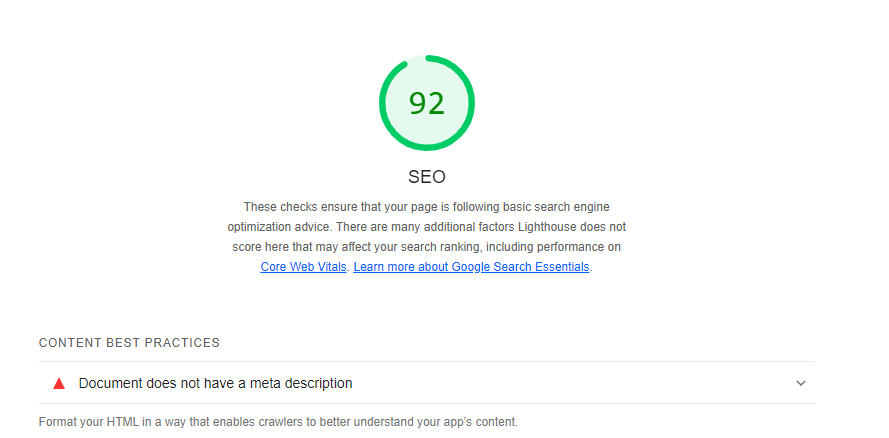 92
SEO
These checks ensure that your page is following basic search engine
optimization advice. There are many additional factors Lighthouse does not
score here that may affect your search ranking, including performance on
Core Web Vitals. Learn more about Google Search Essentials.
CONTENT BEST PRACTICES
Document does not have a meta description
Format your HTML in a way that enables crawlers to better understand your app’s content.